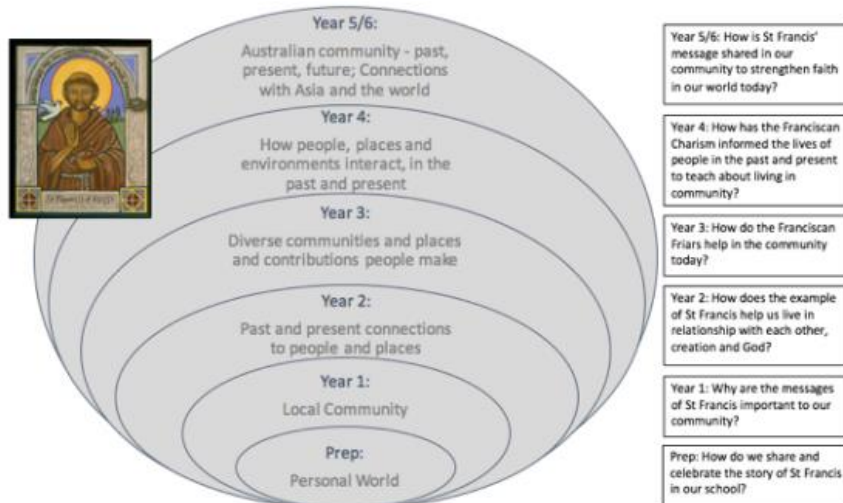 Year 5/6:
Australian community - past,
present, future; Connections
with Asia and the world
Year 4:
How people, places and
environments interact, in the
past and present
Year 3:
Diverse communities and places
and contributions people make
Year 2:
Past and present connections
to people and places
Year 1:
Local Community
Prep:
Personal World
Year 5/6: How is St Francis'
message shared in our
community to strengthen faith
in our world today?
Year 4: How has the Franciscan
Charism informed the lives of
people in the past and present
to teach about living in
community?
Year 3: How do the Franciscan
Friars help in the community
today?
Year 2: How does the example
of St Francis help us live in
relationship with each other,
creation and God?
Year 1: Why are the messages
of St Francis important to our
community?
Prep: How do we share and
celebrate the story of St Francis
in our school?